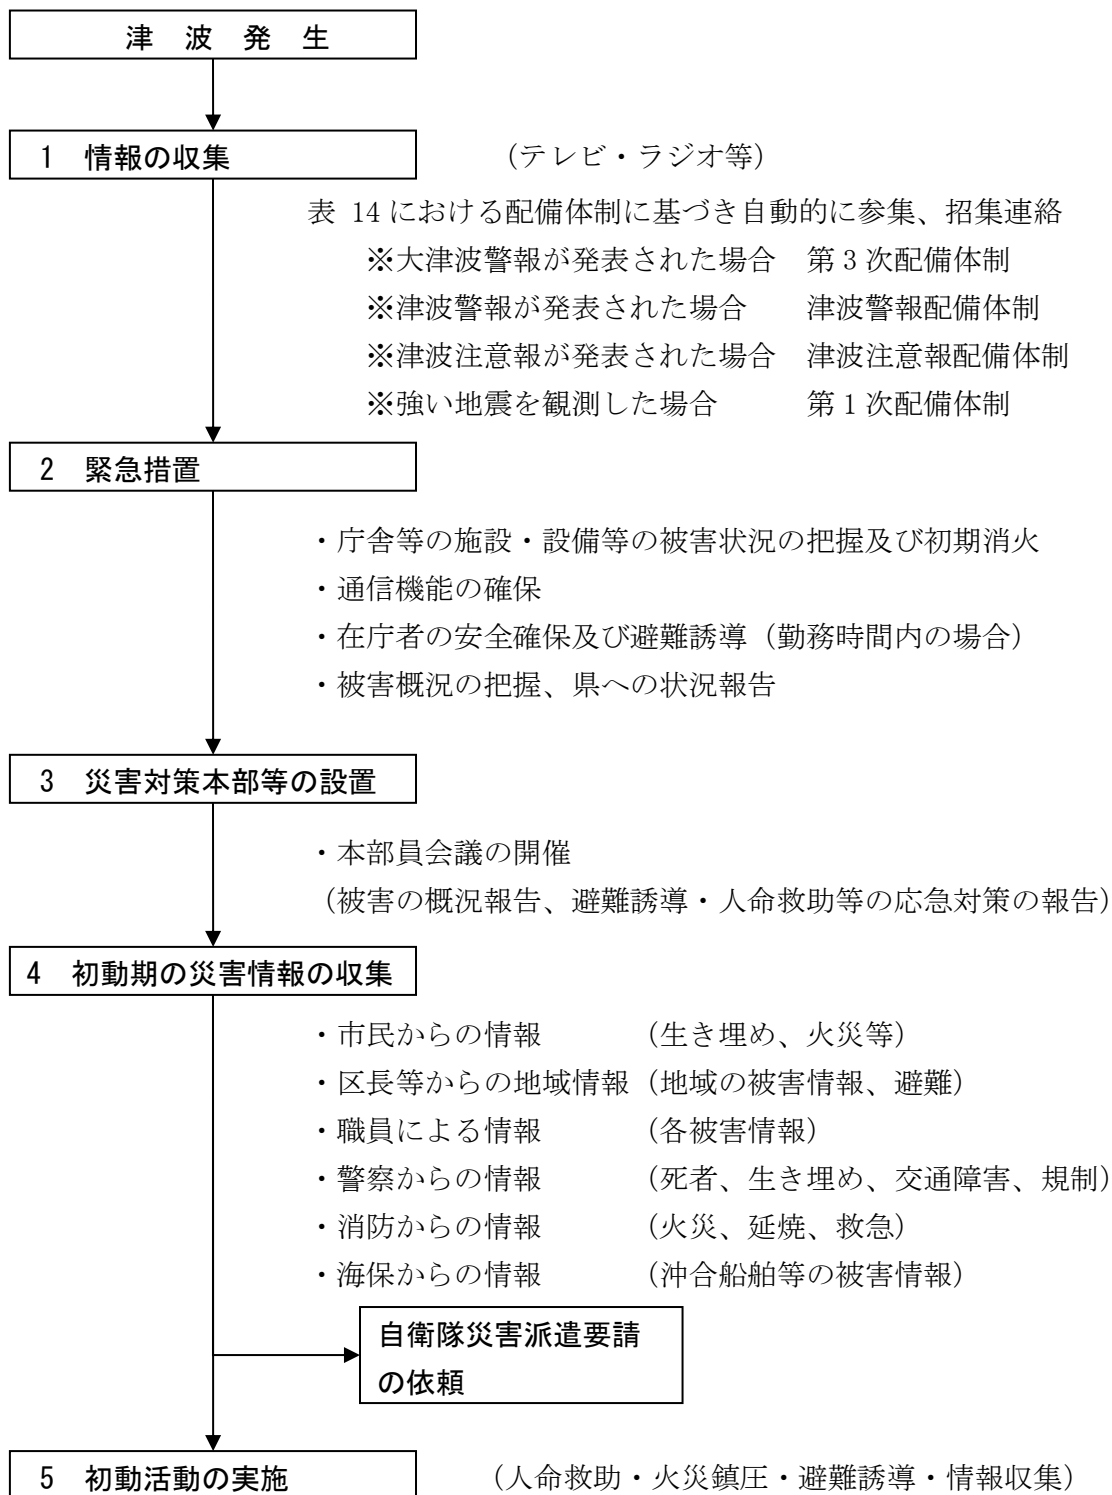 津　波　発　生
1　情報の収集　（テレビ・ラジオ等）
表 14 における配備体制に基づき自動的に参集、招集連絡
※大津波警報が発表された場合　第 3 次配備体制
※津波警報が発表された場合　津波警報配備体制
※津波注意報が発表された場合　津波注意報配備体制
※強い地震を観測した場合　第 1 次配備体制
2　緊急措置
・庁舎等の施設・設備等の被害状況の把握及び初期消火
・通信機能の確保
・在庁者の安全確保及び避難誘導（勤務時間内の場合）
・被害概況の把握、県への状況報告
3　災害対策本部等の設置
・本部員会議の開催
（被害の概況報告、避難誘導・人命救助等の応急対策の報告）
4　初動期の災害情報の収集
・市民からの情報　（生き埋め、火災等）
・区長等からの地域情報（地域の被害情報、避難）
・職員による情報　（各被害情報）
・警察からの情報　（死者、生き埋め、交通障害、規制）
・消防からの情報　（火災、延焼、救急）
・海保からの情報　（沖合船舶等の被害情報）
自衛隊災害派遣要請
の依頼
5　初動活動の実施　（人命救助・火災鎮圧・避難誘導・情報収集）